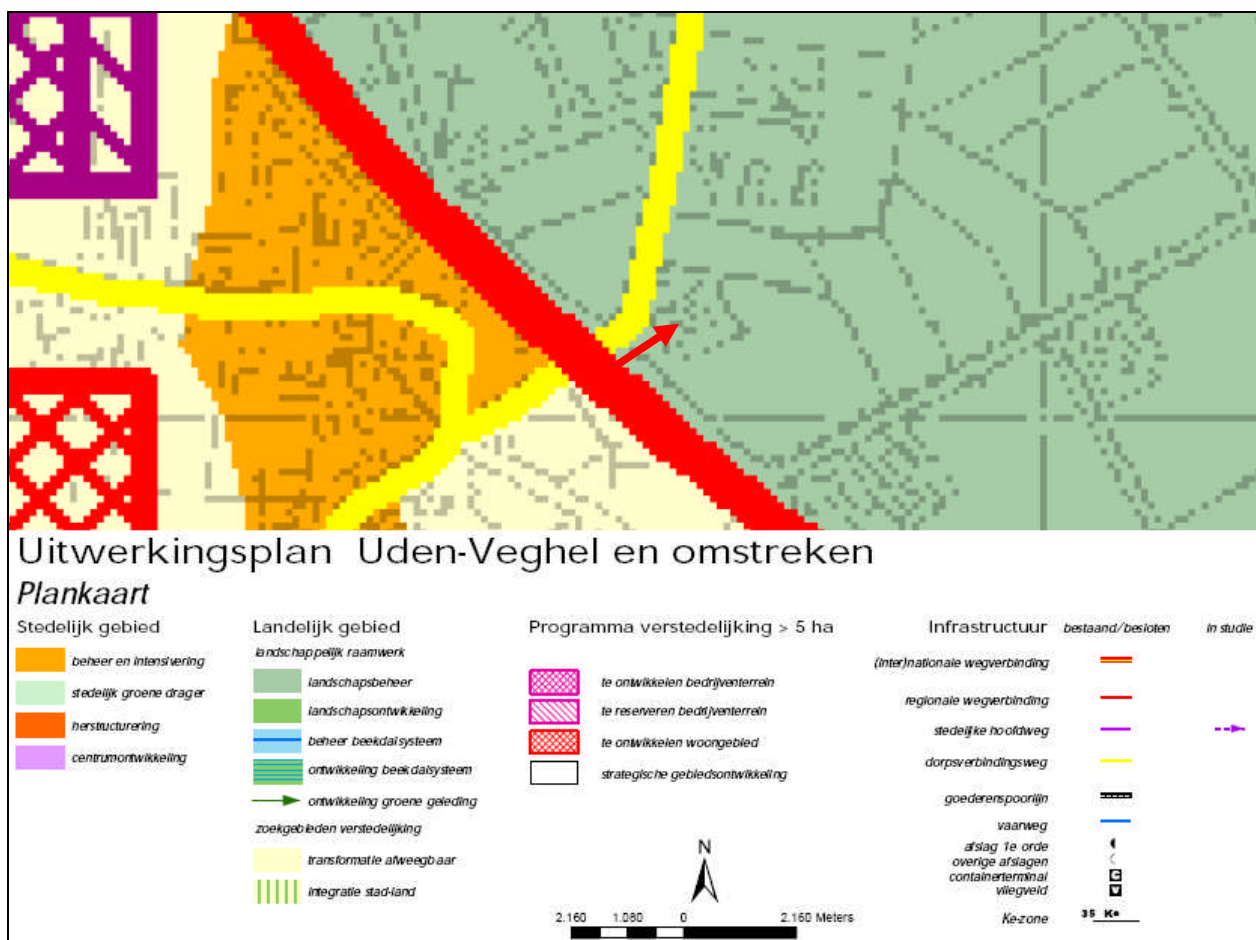 Uitwerkingsplan Uden-Veghel en omstreken
Plankaart
Stedelijk gebied
beheer en intensivering
stedelijk groene drager
herstructurering
centrumontwikkeling
Landelijk gebied
landschappelijk raamwerk
landschapsbeheer
landschapsontwikkeling
beheer beekdalsysteem
ontwikkeling beekdalsysteem
ontwikkeling groene geleding
zoekgebieden verstedelijking
transformatie afweegbaar
integratie stad-land
Programma verstedelijking > 5 ha
te ontwikkelen bedrijventerrein
te reserveren bedrijventerrein
te ontwikkelen woongebied
strategische gebiedsontwikkeling
N
2.160 1.080 0 2.160 Meters
Infrastructuur bestaand/besloten in studie
(inter)nationale wegverbinding
regionale wegverbinding
stedelijke hoofdweg
dorpsverbindingsweg
goederenspoorlijn
vaarweg
afslag 1e orde
overige afslagen
containerterminal C
vliegveld V
Ke-zone 35 Ke